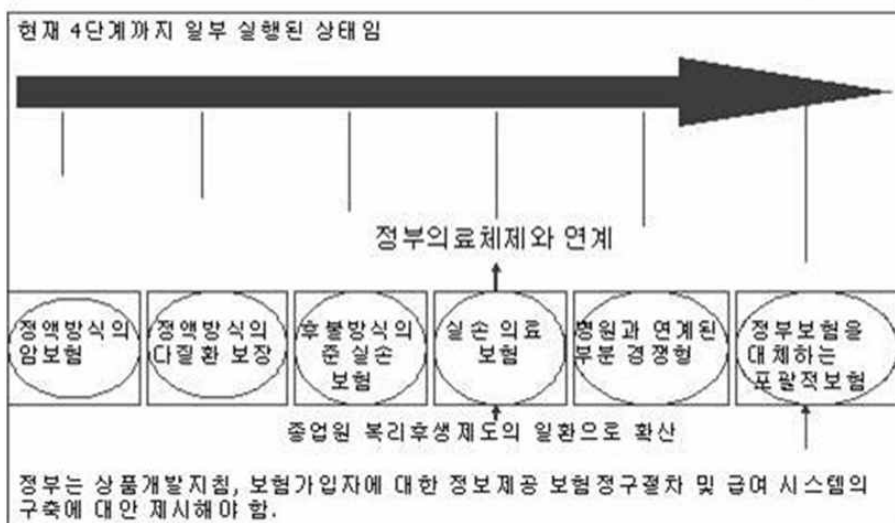 현재 4단계까지 일부 실행된 상태임
정부의료체제와 연계
정액방식의
암보험
정액방식의
다질환 보장
후불방식의
준 실손
보험
실손 의료
보험
병원과 연계된
부분 경쟁형
정부보험을
대체하는
포괄적보험
종업원 복리후생제도의 일환으로 확산
정부는 상품개발지침, 보험가입자에 대한 정보제공 보험청구절차 및 급여 시스템의
구축에 대안 제시해야 함.